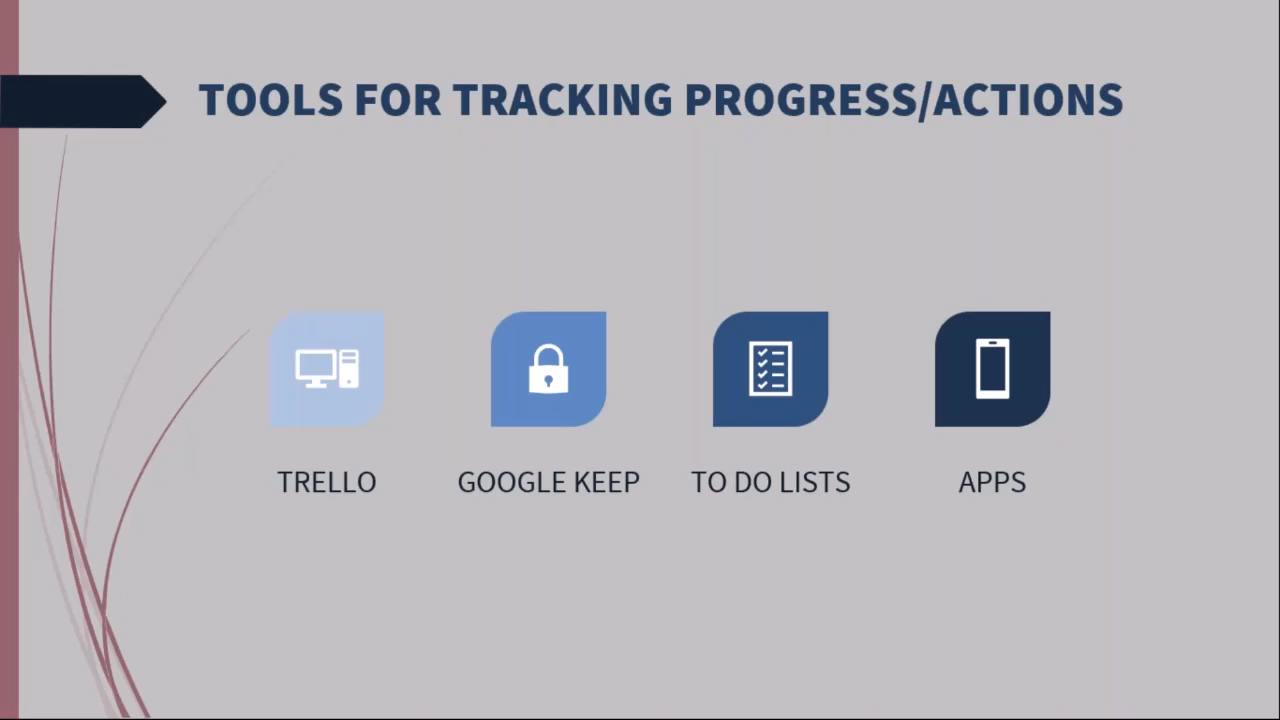 TOOLS FOR TRACKING PROGRESS/ACTIONS
TRELLO
GOOGLE KEEP
TO DO LISTS
APPS